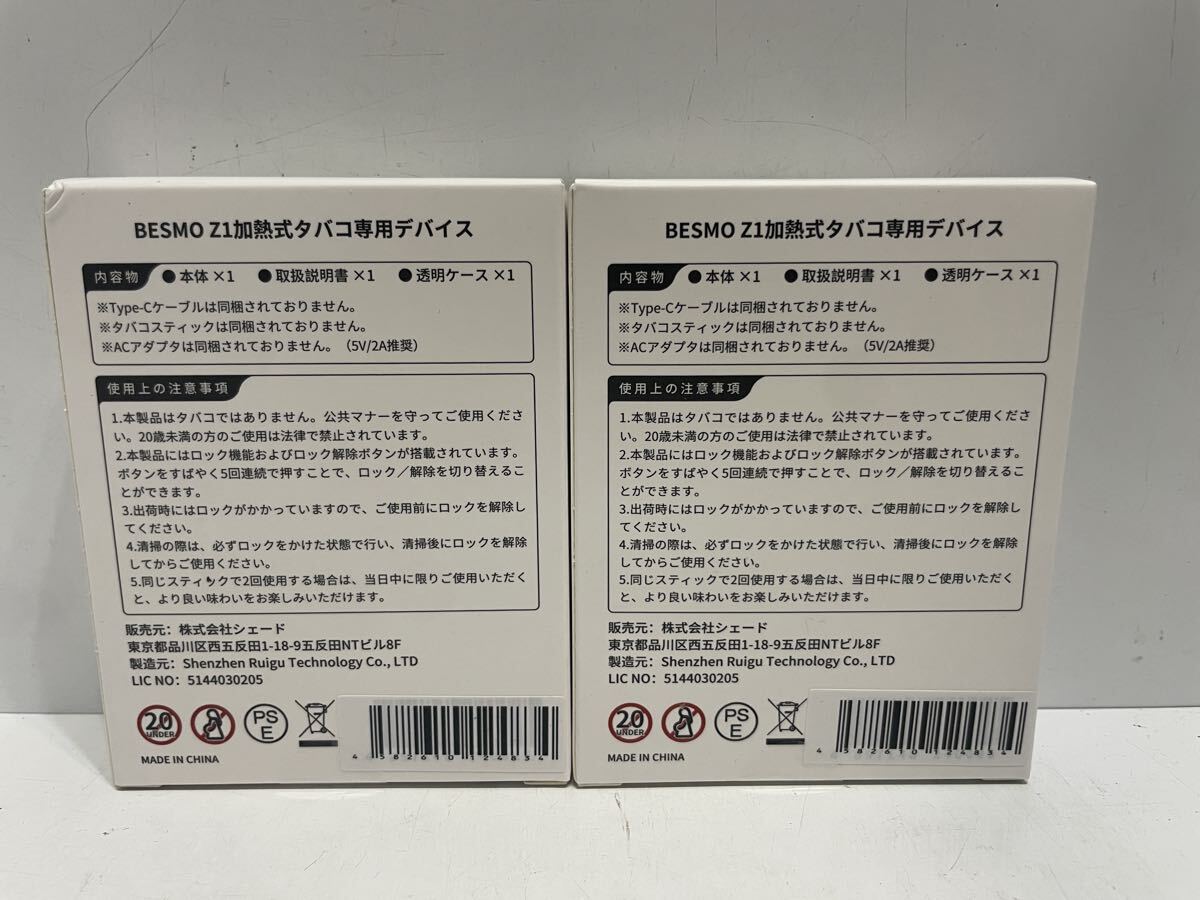 BESMO Z1加熱式タバコ専用デバイス
内容物 ●本体 ×1 ●取扱説明書 ×1 ●透明ケース ×1
※Type-Cケーブルは同梱されておりません。
※タバコスティックは同梱されておりません。
※ACアダプタは同梱されておりません。（5V/2A推奨）
使用上の注意事項
1.本製品はタバコではありません。公共マナーを守ってご使用くださ
い。20歳未満の方のご使用は法律で禁止されています。
2.本製品にはロック機能およびロック解除ボタンが搭載されています。
ボタンをすばやく5回連続で押すことで、ロック／解除を切り替えるこ
とができます。
3.出荷時にはロックがかかっていますので、ご使用前にロックを解除し
てください。
4.清掃の際は、必ずロックをかけた状態で行い、清掃後にロックを解除
してからご使用ください。
5.同じスティックで2回使用する場合は、当日中に限りご使用いただく
と、より良い味わいをお楽しみいただけます。
販売元：株式会社シェード
東京都品川区西五反田1-18-9五反田NTビル8F
製造元：Shenzhen Ruigu Technology Co., LTD
LIC NO：5144030205
20
UNDER
PS
E
MADE IN CHINA
4 582610 124834
BESMO Z1加熱式タバコ専用デバイス
内容物 ●本体 ×1 ●取扱説明書 ×1 ●透明ケース ×1
※Type-Cケーブルは同梱されておりません。
※タバコスティックは同梱されておりません。
※ACアダプタは同梱されておりません。（5V/2A推奨）
使用上の注意事項
1.本製品はタバコではありません。公共マナーを守ってご使用くださ
い。20歳未満の方のご使用は法律で禁止されています。
2.本製品にはロック機能およびロック解除ボタンが搭載されています。
ボタンをすばやく5回連続で押すことで、ロック／解除を切り替えるこ
とができます。
3.出荷時にはロックがかかっていますので、ご使用前にロックを解除し
てください。
4.清掃の際は、必ずロックをかけた状態で行い、清掃後にロックを解除
してからご使用ください。
5.同じスティックで2回使用する場合は、当日中に限りご使用いただく
と、より良い味わいをお楽しみいただけます。
販売元：株式会社シェード
東京都品川区西五反田1-18-9五反田NTビル8F
製造元：Shenzhen Ruigu Technology Co., LTD
LIC NO：5144030205
20
UNDER
PS
E
MADE IN CHINA
4 582610 124834